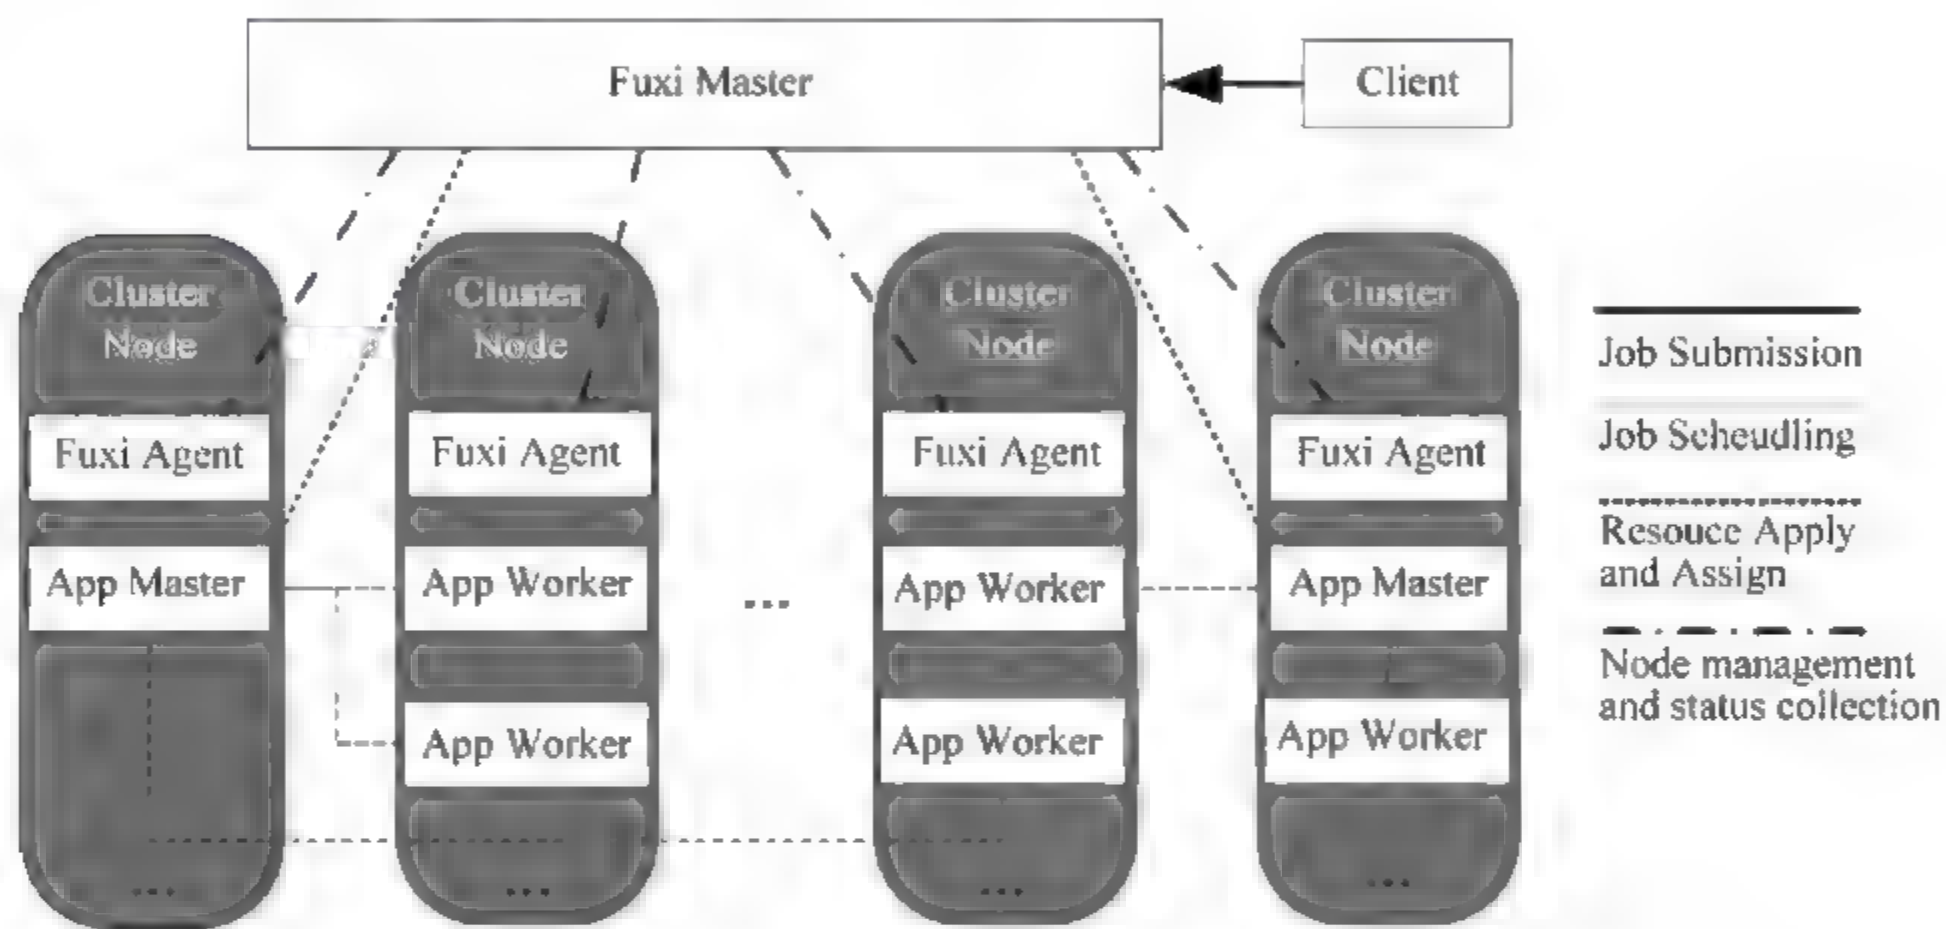 Fuxi Master
Client
Cluster
Node
Cluster
Node
Cluster
Node
Cluster
Node
Fuxi Agent
Fuxi Agent
Fuxi Agent
Fuxi Agent
App Master
App Worker
...
App Worker
App Master
App Worker
App Worker
App Worker
...
...
...
...
Job Submission
Job Scheudling
Resouce Apply
and Assign
Node management
and status collection